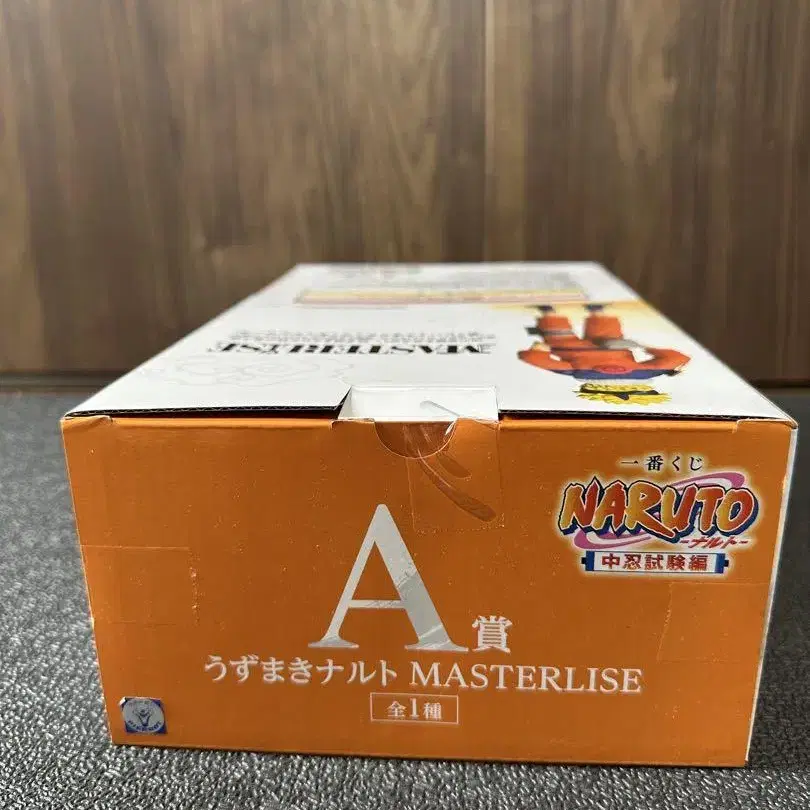 MASTERLISE
一番くじ
NARUTO
-ナルト-
中忍試験編
A賞
うずまきナルト MASTERLISE
全1種